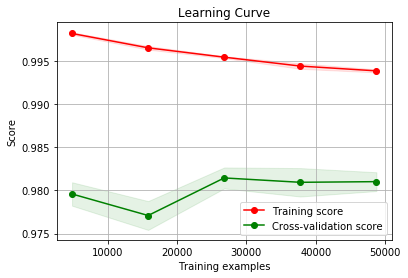 Learning Curve
0.995
0.990
0.985
0.980
0.975
Score
10000 20000 30000 40000 50000
Training examples
Training score
Cross-validation score